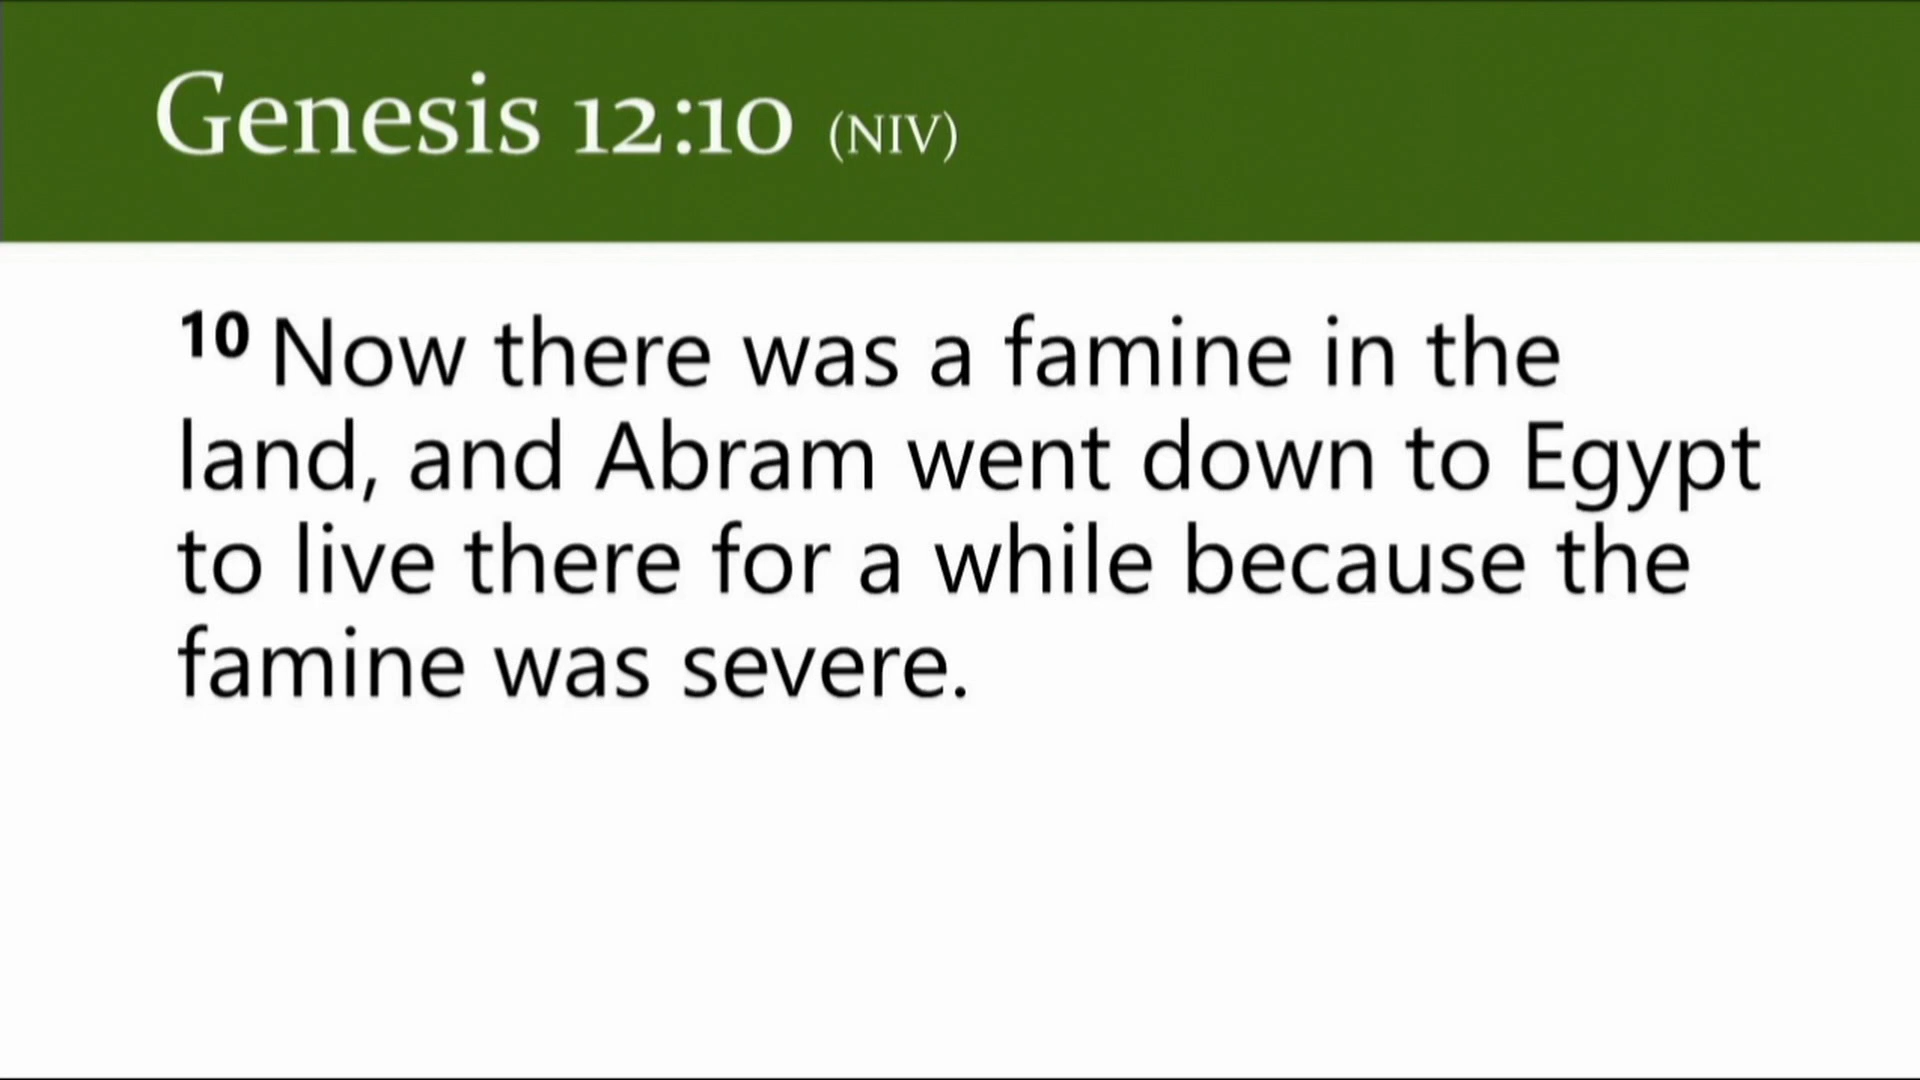 Genesis 12:10 (NIV)
10 Now there was a famine in the
land, and Abram went down to Egypt
to live there for a while because the
famine was severe.